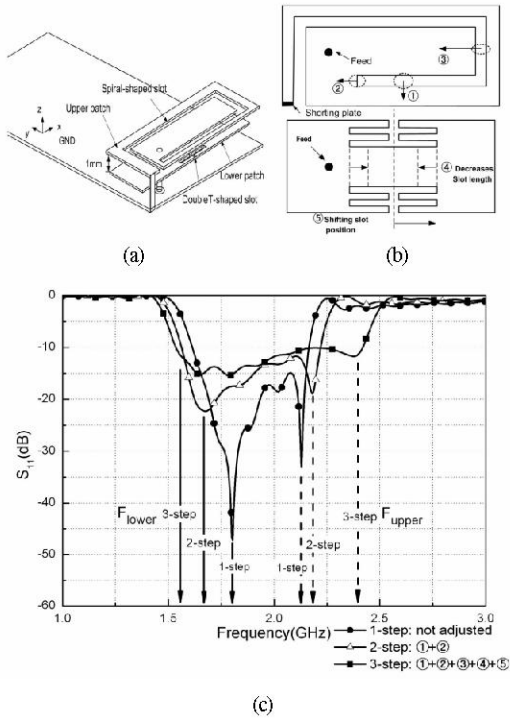 Spiral-shaped slot
Upper patch
z
y
x
GND
1mm
Lower patch
Double T-shaped slot
(a)
Feed
③
②
①
Shorting plate
Feed
④ Decreases
Slot length
⑤ Shifting slot
position
(b)
S11(dB)
0
-10
-20
-30
-40
-50
-60
Flower
3-step
2-step
1-step
1-step
2-step
3-step
Fupper
1.0
1.5
2.0
2.5
3.0
Frequency(GHz)
1-step: not adjusted
2-step: ①+②
3-step: ①+②+③+④+⑤
(c)